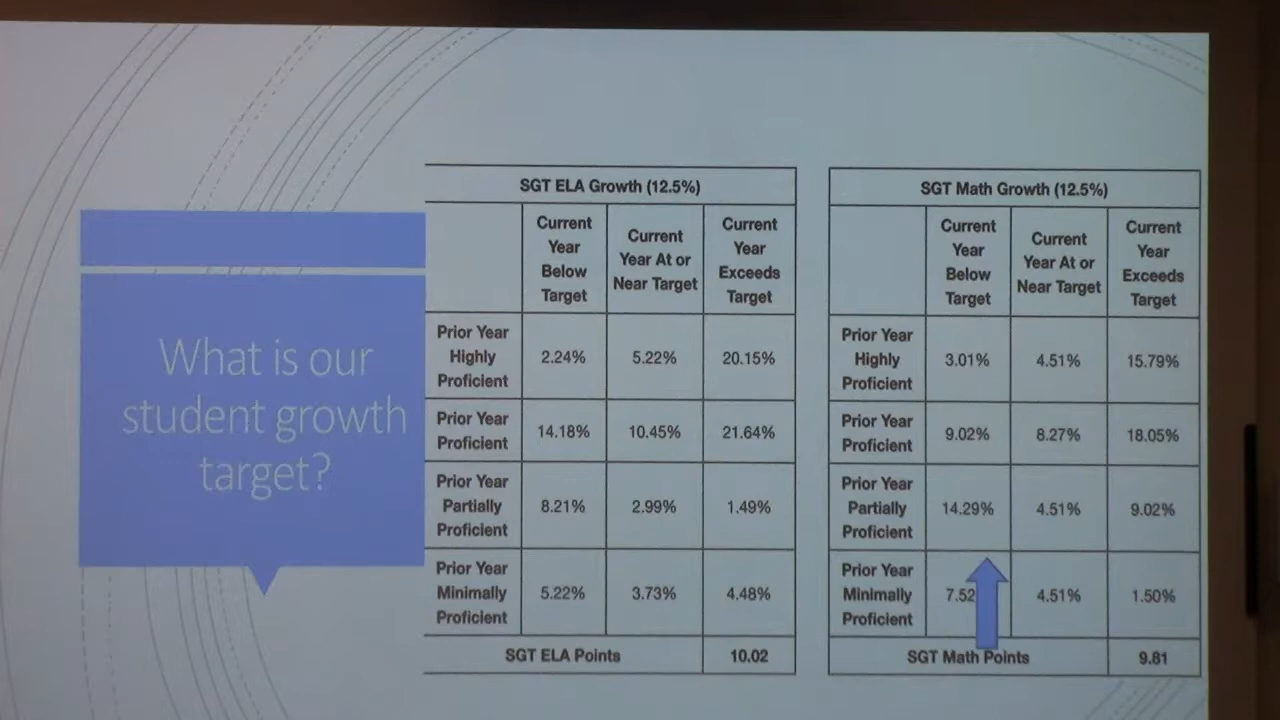 What is our
student growth
target?
SGT ELA Growth (12.5%)
Current Year Below Target
Current Year At or Near Target
Current Year Exceeds Target
Prior Year Highly Proficient 2.24% 5.22% 20.15%
Prior Year Proficient 14.18% 10.45% 21.64%
Prior Year Partially Proficient 8.21% 2.99% 1.49%
Prior Year Minimally Proficient 5.22% 3.73% 4.48%
SGT ELA Points 10.02
SGT Math Growth (12.5%)
Current Year Below Target
Current Year At or Near Target
Current Year Exceeds Target
Prior Year Highly Proficient 3.01% 4.51% 15.79%
Prior Year Proficient 9.02% 8.27% 18.05%
Prior Year Partially Proficient 14.29% 4.51% 9.02%
Prior Year Minimally Proficient 7.52 4.51% 1.50%
SGT Math Points 9.81